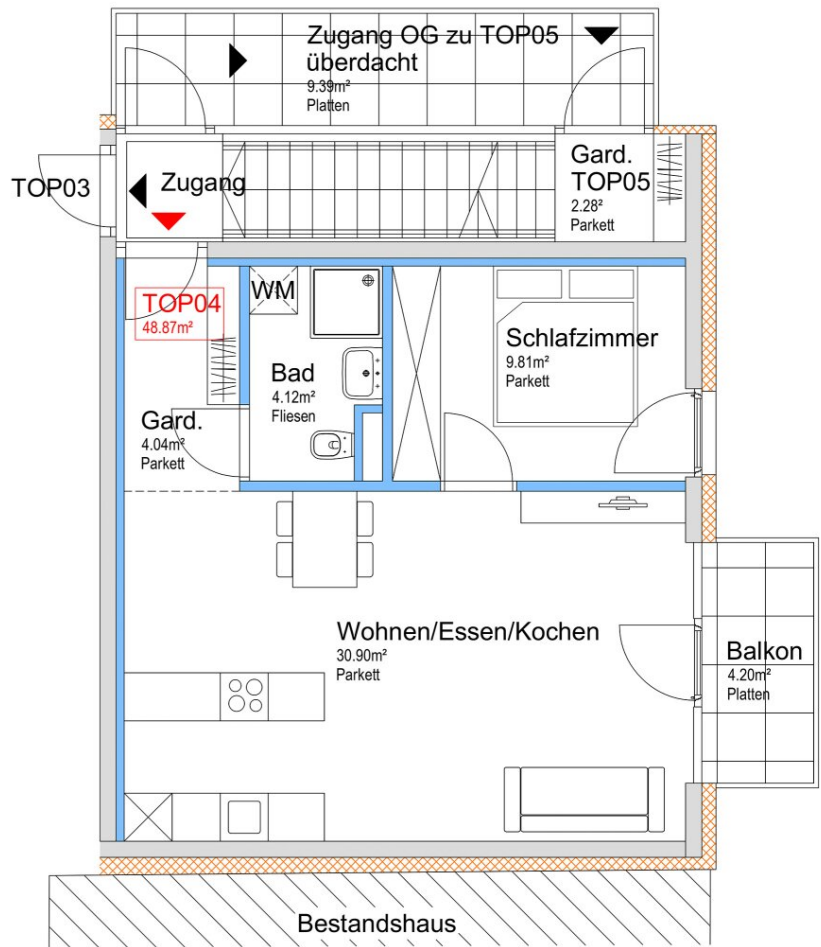 Zugang OG zu TOP05
überdacht
9.39m²
Platten
TOP03
Zugang
Gard.
TOP05
2.28²
Parkett
TOP04
48.87m²
WM
Bad
4.12m²
Fliesen
Schlafzimmer
9.81m²
Parkett
Gard.
4.04m²
Parkett
Wohnen/Essen/Kochen
30.90m²
Parkett
Balkon
4.20m²
Platten
Bestandshaus